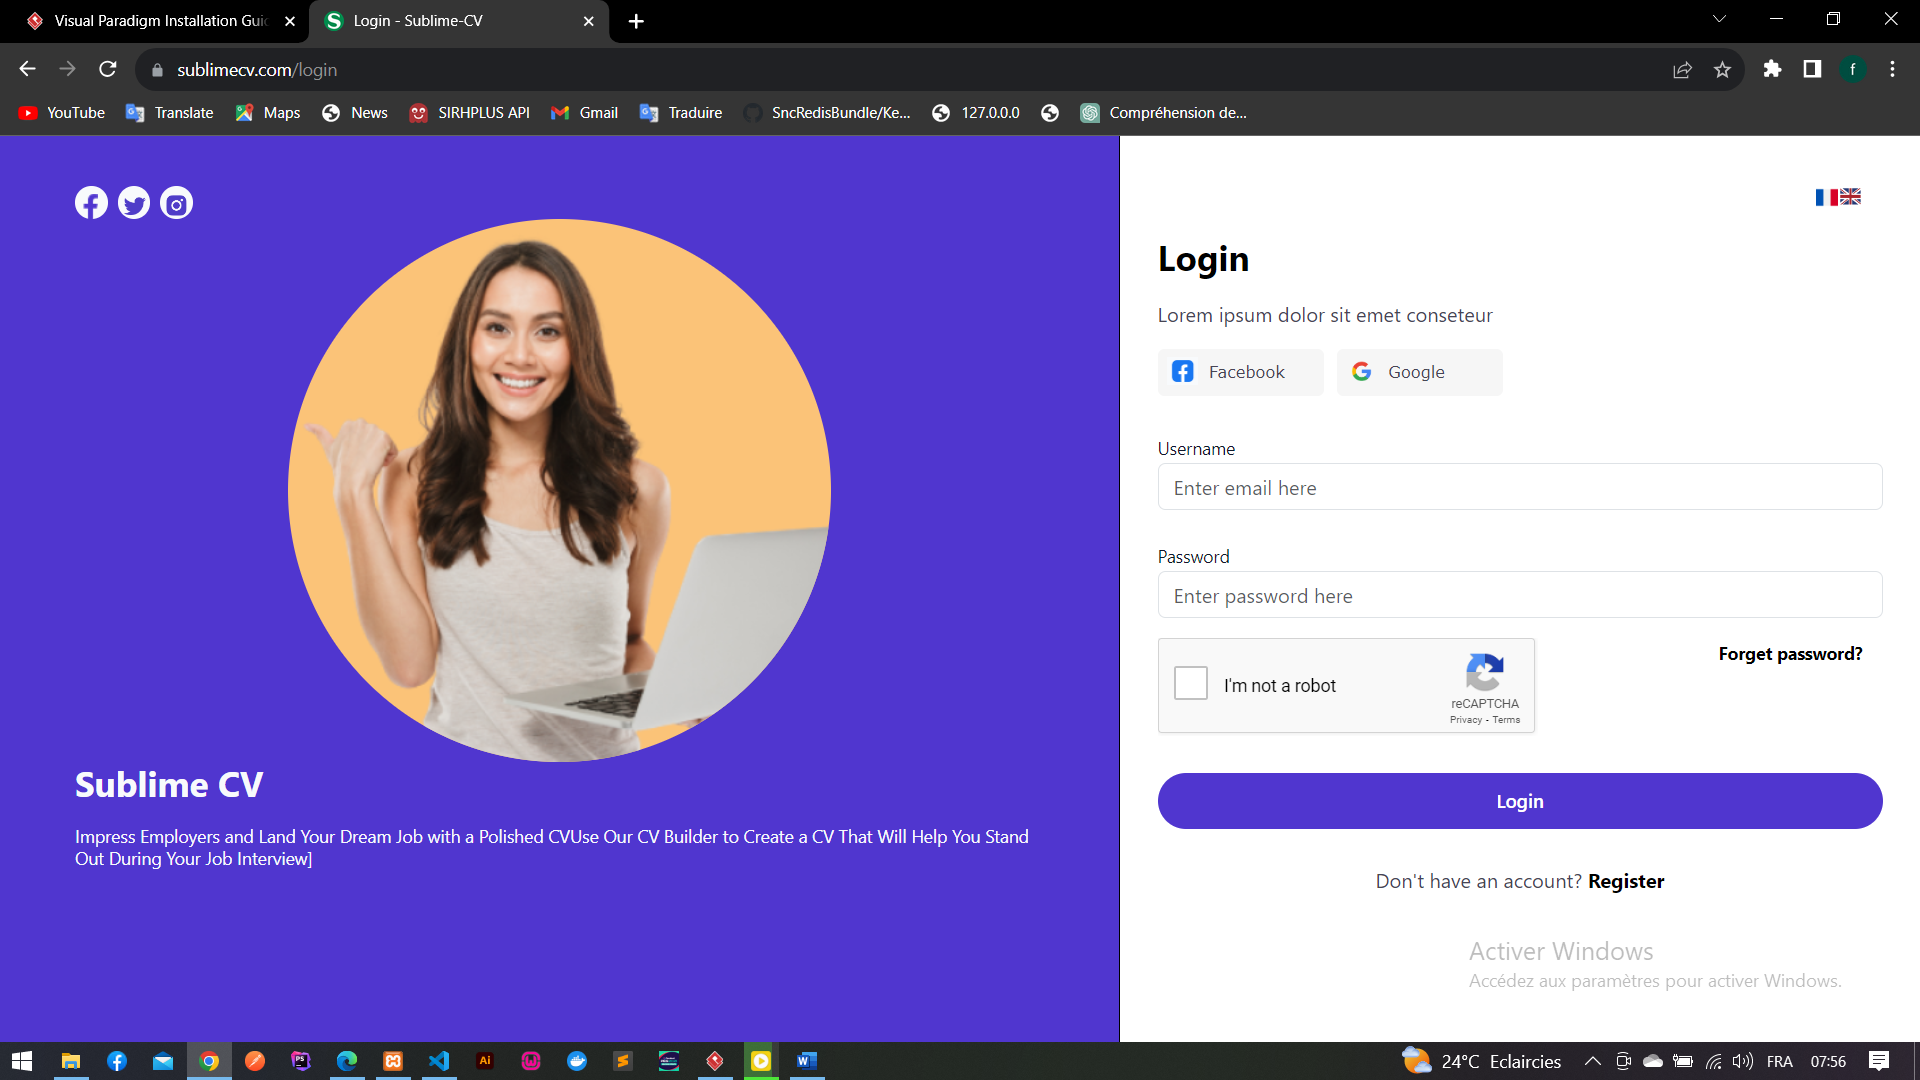 Visual Paradigm Installation Gui
Login - Sublime-CV
sublimecv.com/login
f
YouTube
Translate
Maps
News
SIRHPLUS API
Gmail
Traduire
SncRedisBundle/Ke...
127.0.0.0
Compréhension de...
Login
Lorem ipsum dolor sit emet conseteur
Facebook
Google
Username
Enter email here
Password
Enter password here
I'm not a robot
reCAPTCHA
Privacy - Terms
Forget password?
Login
Don't have an account? Register
Sublime CV
Impress Employers and Land Your Dream Job with a Polished CVUse Our CV Builder to Create a CV That Will Help You Stand
Out During Your Job Interview]
Activer Windows
Accédez aux paramètres pour activer Windows.
24°C Eclaircies
FRA
07:56